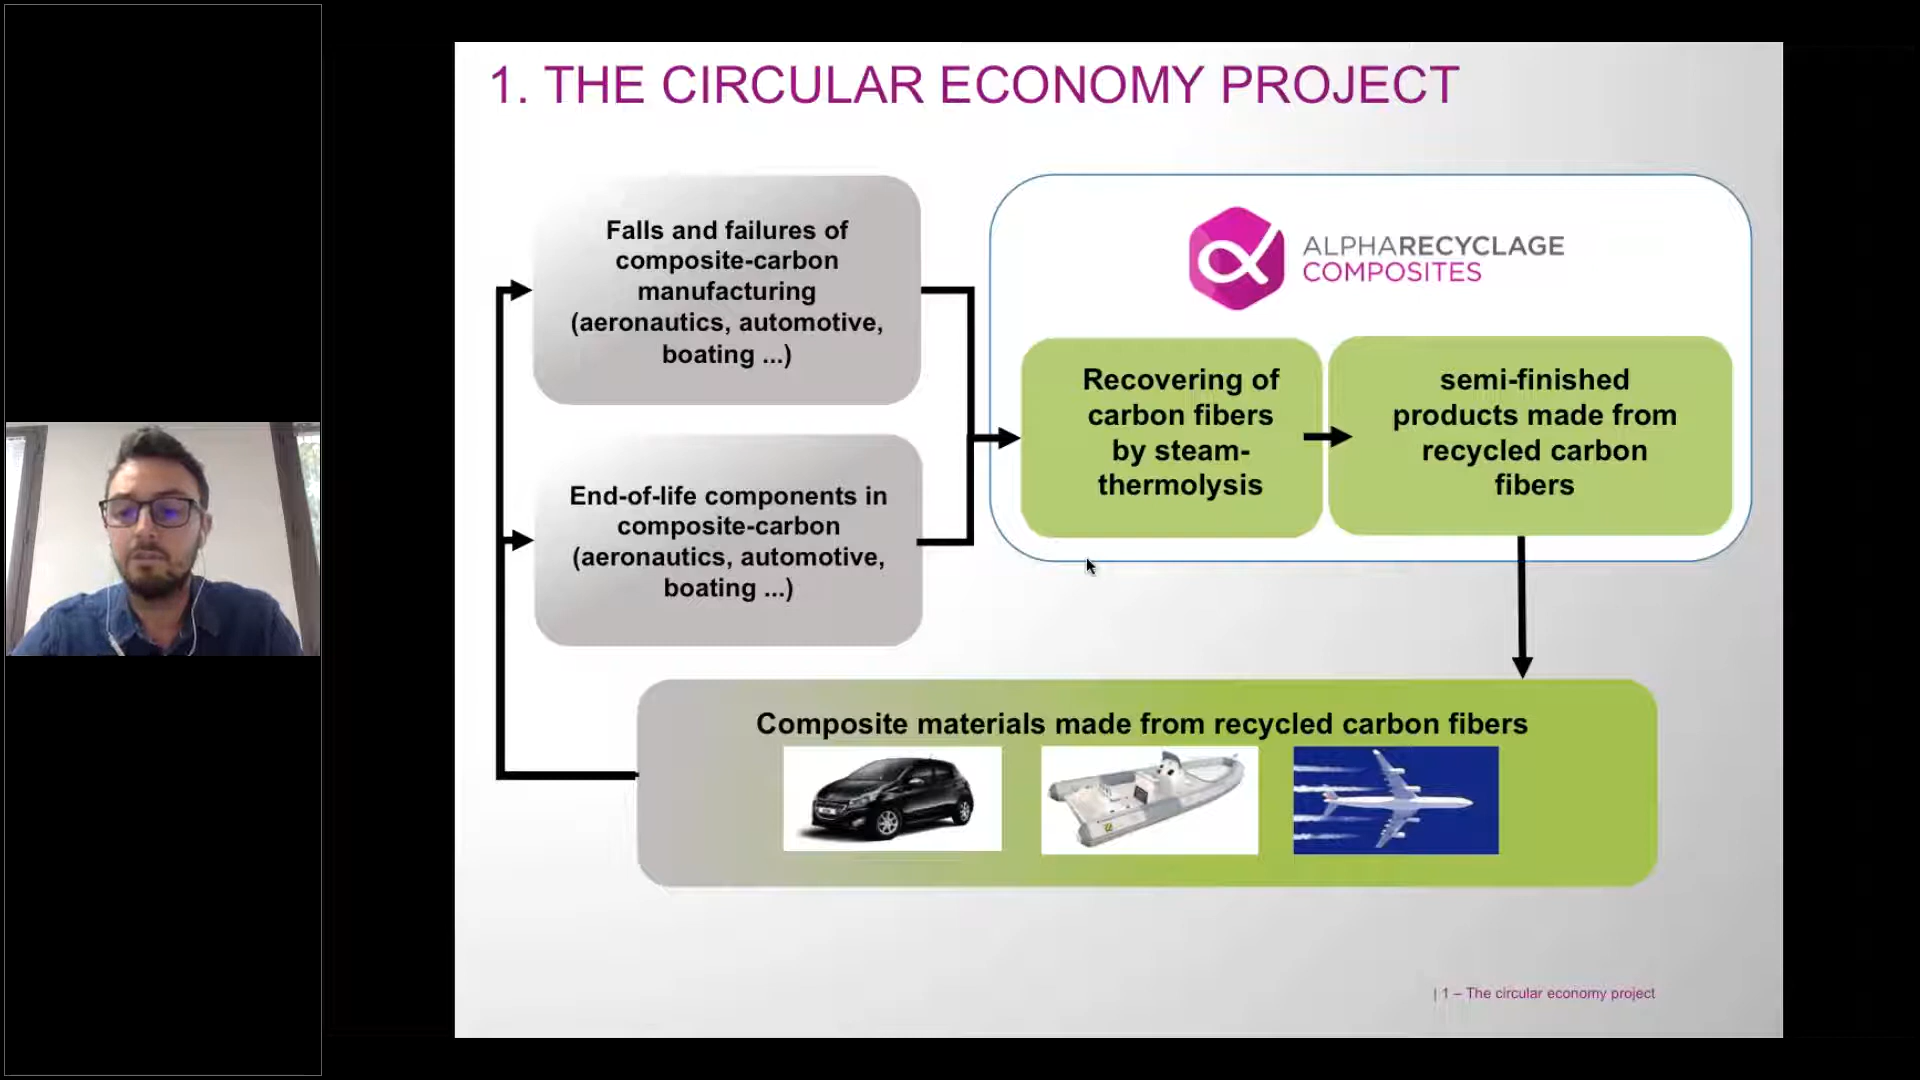 1. THE CIRCULAR ECONOMY PROJECT
Falls and failures of
composite-carbon
manufacturing
(aeronautics, automotive,
boating ...)
ALPHARECYCLAGE
COMPOSITES
Recovering of
carbon fibers
by steam-
thermolysis
semi-finished
products made from
recycled carbon
fibers
End-of-life components in
composite-carbon
(aeronautics, automotive,
boating ...)
Composite materials made from recycled carbon fibers
| 1 – The circular economy project